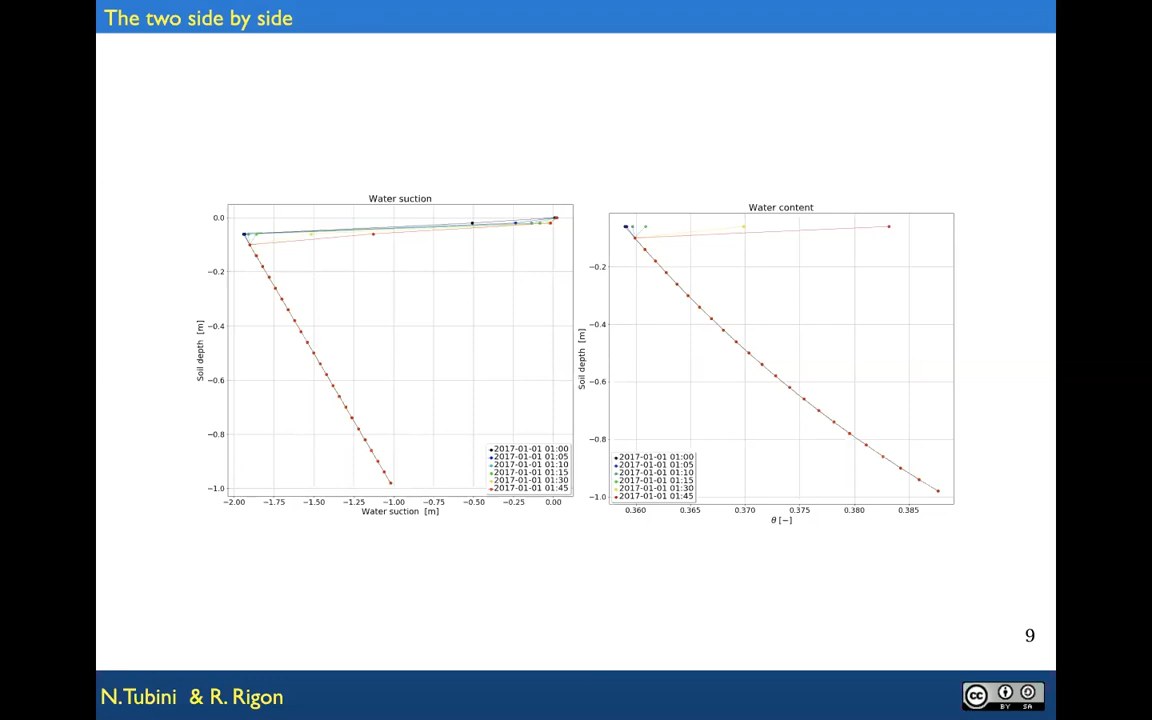 The two side by side
Water suction
0.0
−0.2
−0.4
−0.6
−0.8
−1.0
Soil depth [m]
2017-01-01 01:00
2017-01-01 01:05
2017-01-01 01:10
2017-01-01 01:15
2017-01-01 01:30
2017-01-01 01:45
−2.00 −1.75 −1.50 −1.25 −1.00 −0.75 −0.50 −0.25 0.00
Water suction [m]
Water content
−0.2
−0.4
−0.6
−0.8
−1.0
Soil depth [m]
2017-01-01 01:00
2017-01-01 01:05
2017-01-01 01:10
2017-01-01 01:15
2017-01-01 01:30
2017-01-01 01:45
0.360 0.365 0.370 0.375 0.380 0.385
θ [−]
9
N.Tubini & R. Rigon
cc
BY SA